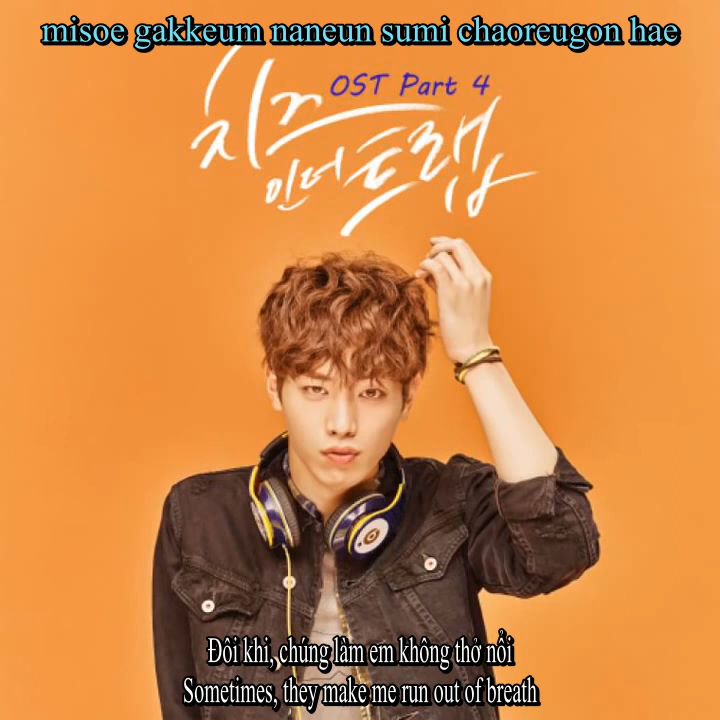 misoe gakkeum naneun sumi chaoreugon hae
OST Part 4
치즈
인더트랩
Đôi khi, chúng làm em không thở nổi
Sometimes, they make me run out of breath